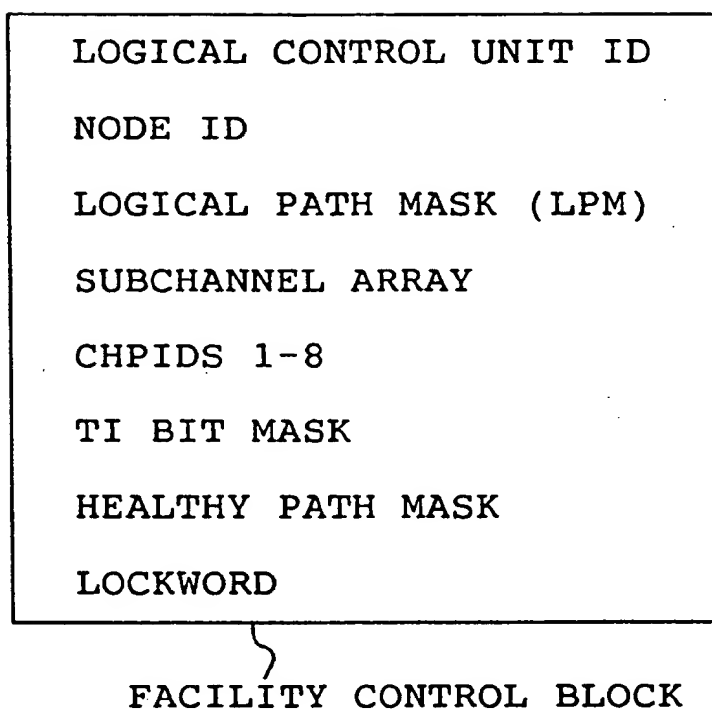 LOGICAL CONTROL UNIT ID
NODE ID
LOGICAL PATH MASK (LPM)
SUBCHANNEL ARRAY
CHPIDS 1-8
TI BIT MASK
HEALTHY PATH MASK
LOCKWORD
FACILITY CONTROL BLOCK